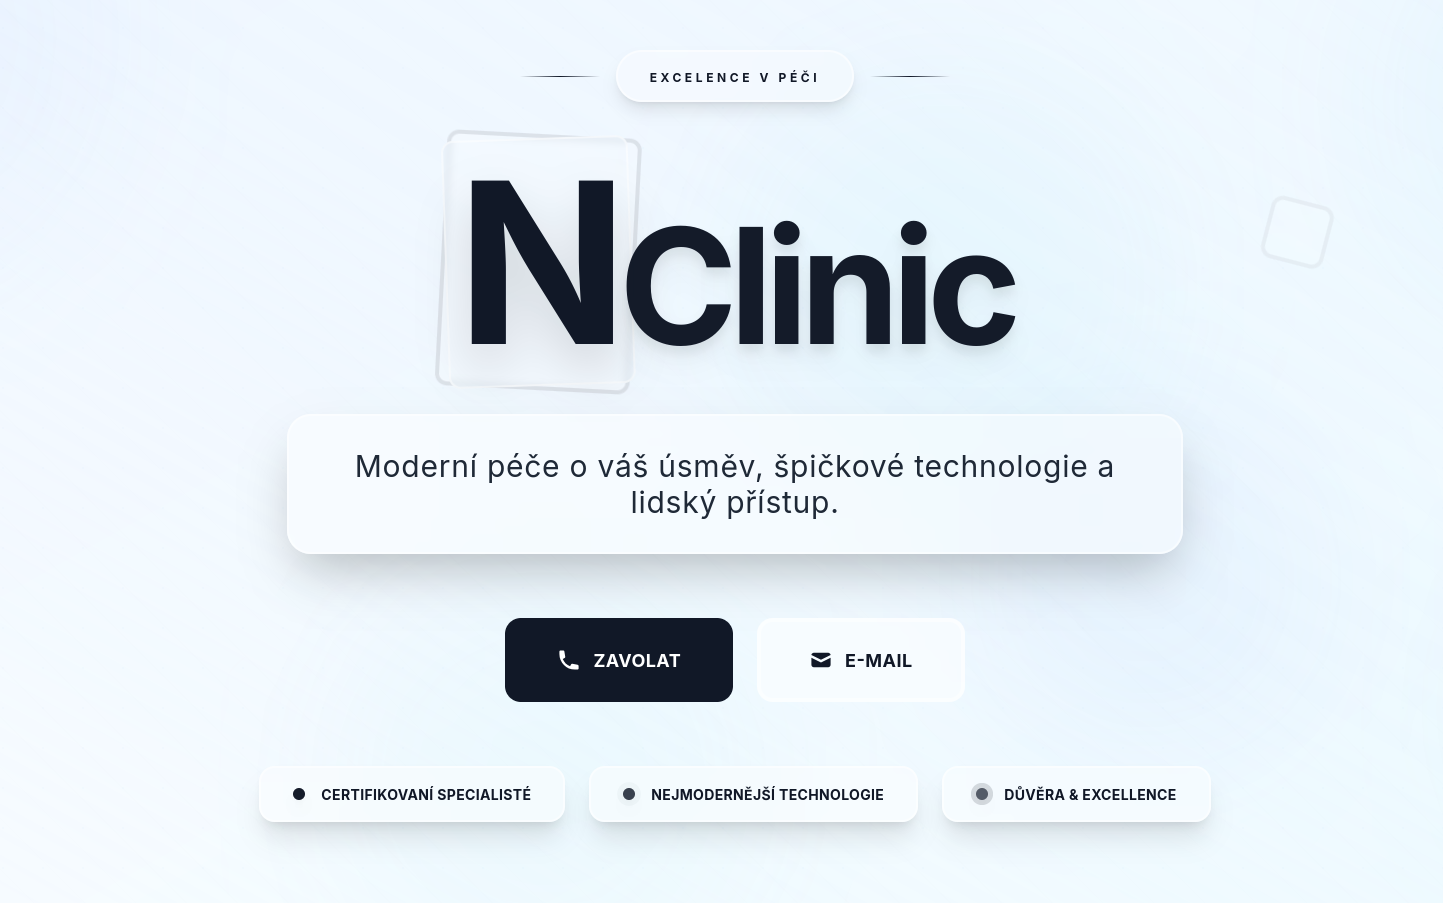 EXCELENCE V PÉČI
NClinic
Moderní péče o váš úsměv, špičkové technologie a
lidský přístup.
ZAVOLAT
E-MAIL
CERTIFIKOVANÍ SPECIALISTÉ
NEJMODERNĚJŠÍ TECHNOLOGIE
DŮVĚRA & EXCELLENCE